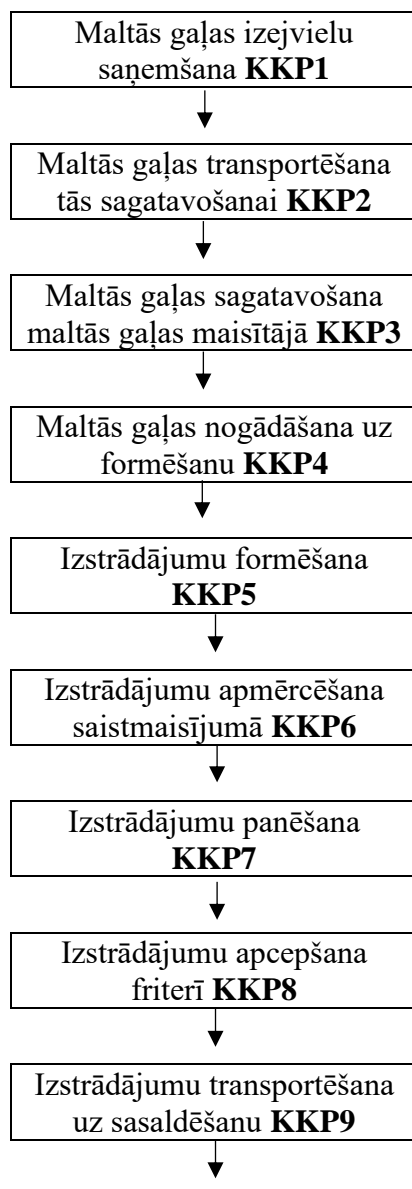 Maltās gaļas izejvielu
saņemšana KKP1
Maltās gaļas transportēšana
tās sagatavošanai KKP2
Maltās gaļas sagatavošana
maltās gaļas maisītājā KKP3
Maltās gaļas nogādāšana uz
formēšanu KKP4
Izstrādājumu formēšana
KKP5
Izstrādājumu apmērcēšana
saistmaisījumā KKP6
Izstrādājumu panēšana
KKP7
Izstrādājumu apcepšana
friterī KKP8
Izstrādājumu transportēšana
uz sasaldēšanu KKP9